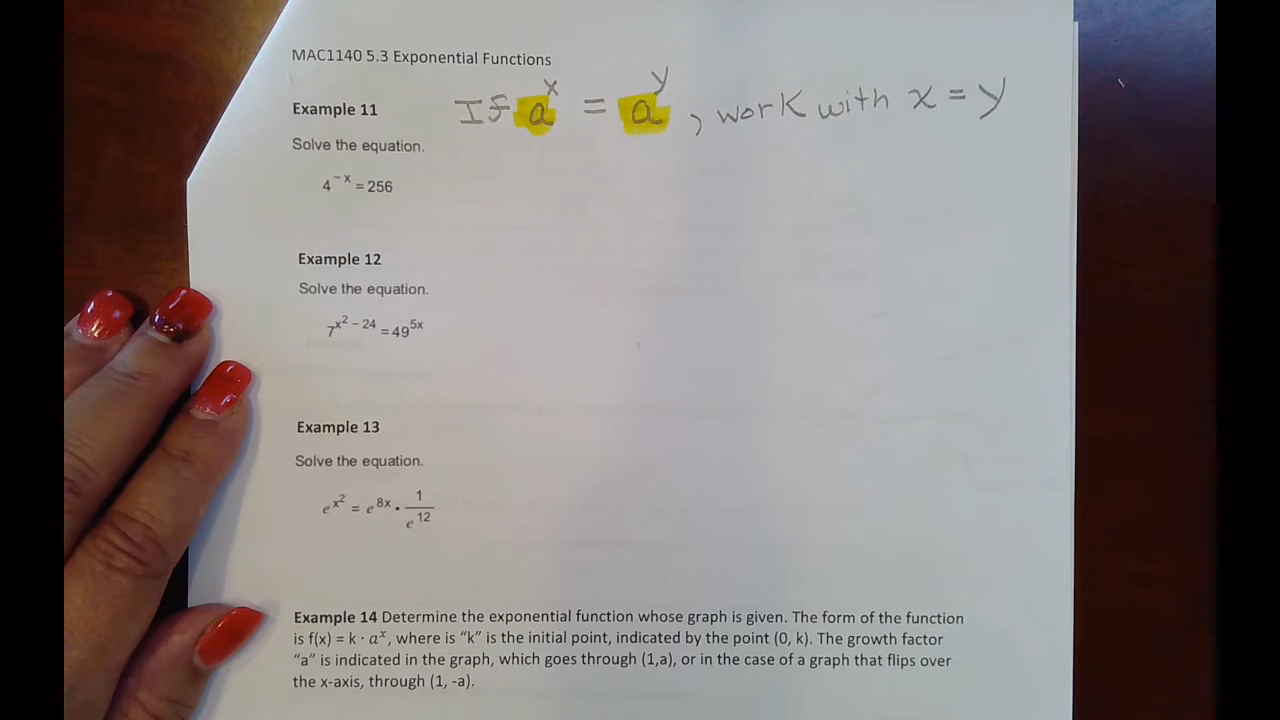 MAC1140 5.3 Exponential Functions
Example 11
If a^x = a^y, work with x = y
Solve the equation.
4^-x = 256
Example 12
Solve the equation.
7^x^2 - 24 = 49^5x
Example 13
Solve the equation.
e^x^2 = e^8x · 1/e^12
Example 14 Determine the exponential function whose graph is given. The form of the function
is f(x) = k · a^x, where is “k” is the initial point, indicated by the point (0, k). The growth factor
“a” is indicated in the graph, which goes through (1,a), or in the case of a graph that flips over
the x-axis, through (1, -a).